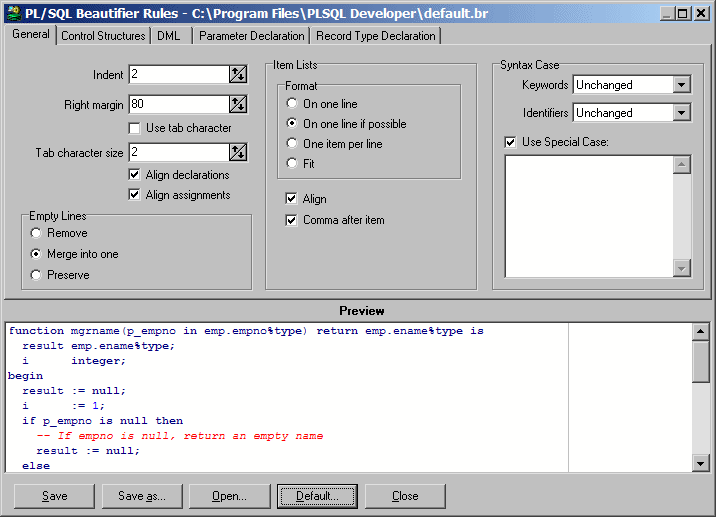 PL/SQL Beautifier Rules - C:\Program Files\PLSQL Developer\default.br
General Control Structures DML Parameter Declaration Record Type Declaration
Indent 2
Right margin 80
Use tab character
Tab character size 2
Align declarations
Align assignments
Empty Lines
Remove
Merge into one
Preserve
Item Lists
Format
On one line
On one line if possible
One item per line
Fit
Align
Comma after item
Syntax Case
Keywords Unchanged
Identifiers Unchanged
Use Special Case:
Preview
function mgrname(p_empno in emp.empno%type) return emp.ename%type is
  result emp.ename%type;
  i      integer;
begin
  result := null;
  i      := 1;
  if p_empno is null then
    -- If empno is null, return an empty name
    result := null;
  else
Save Save as... Open... Default... Close